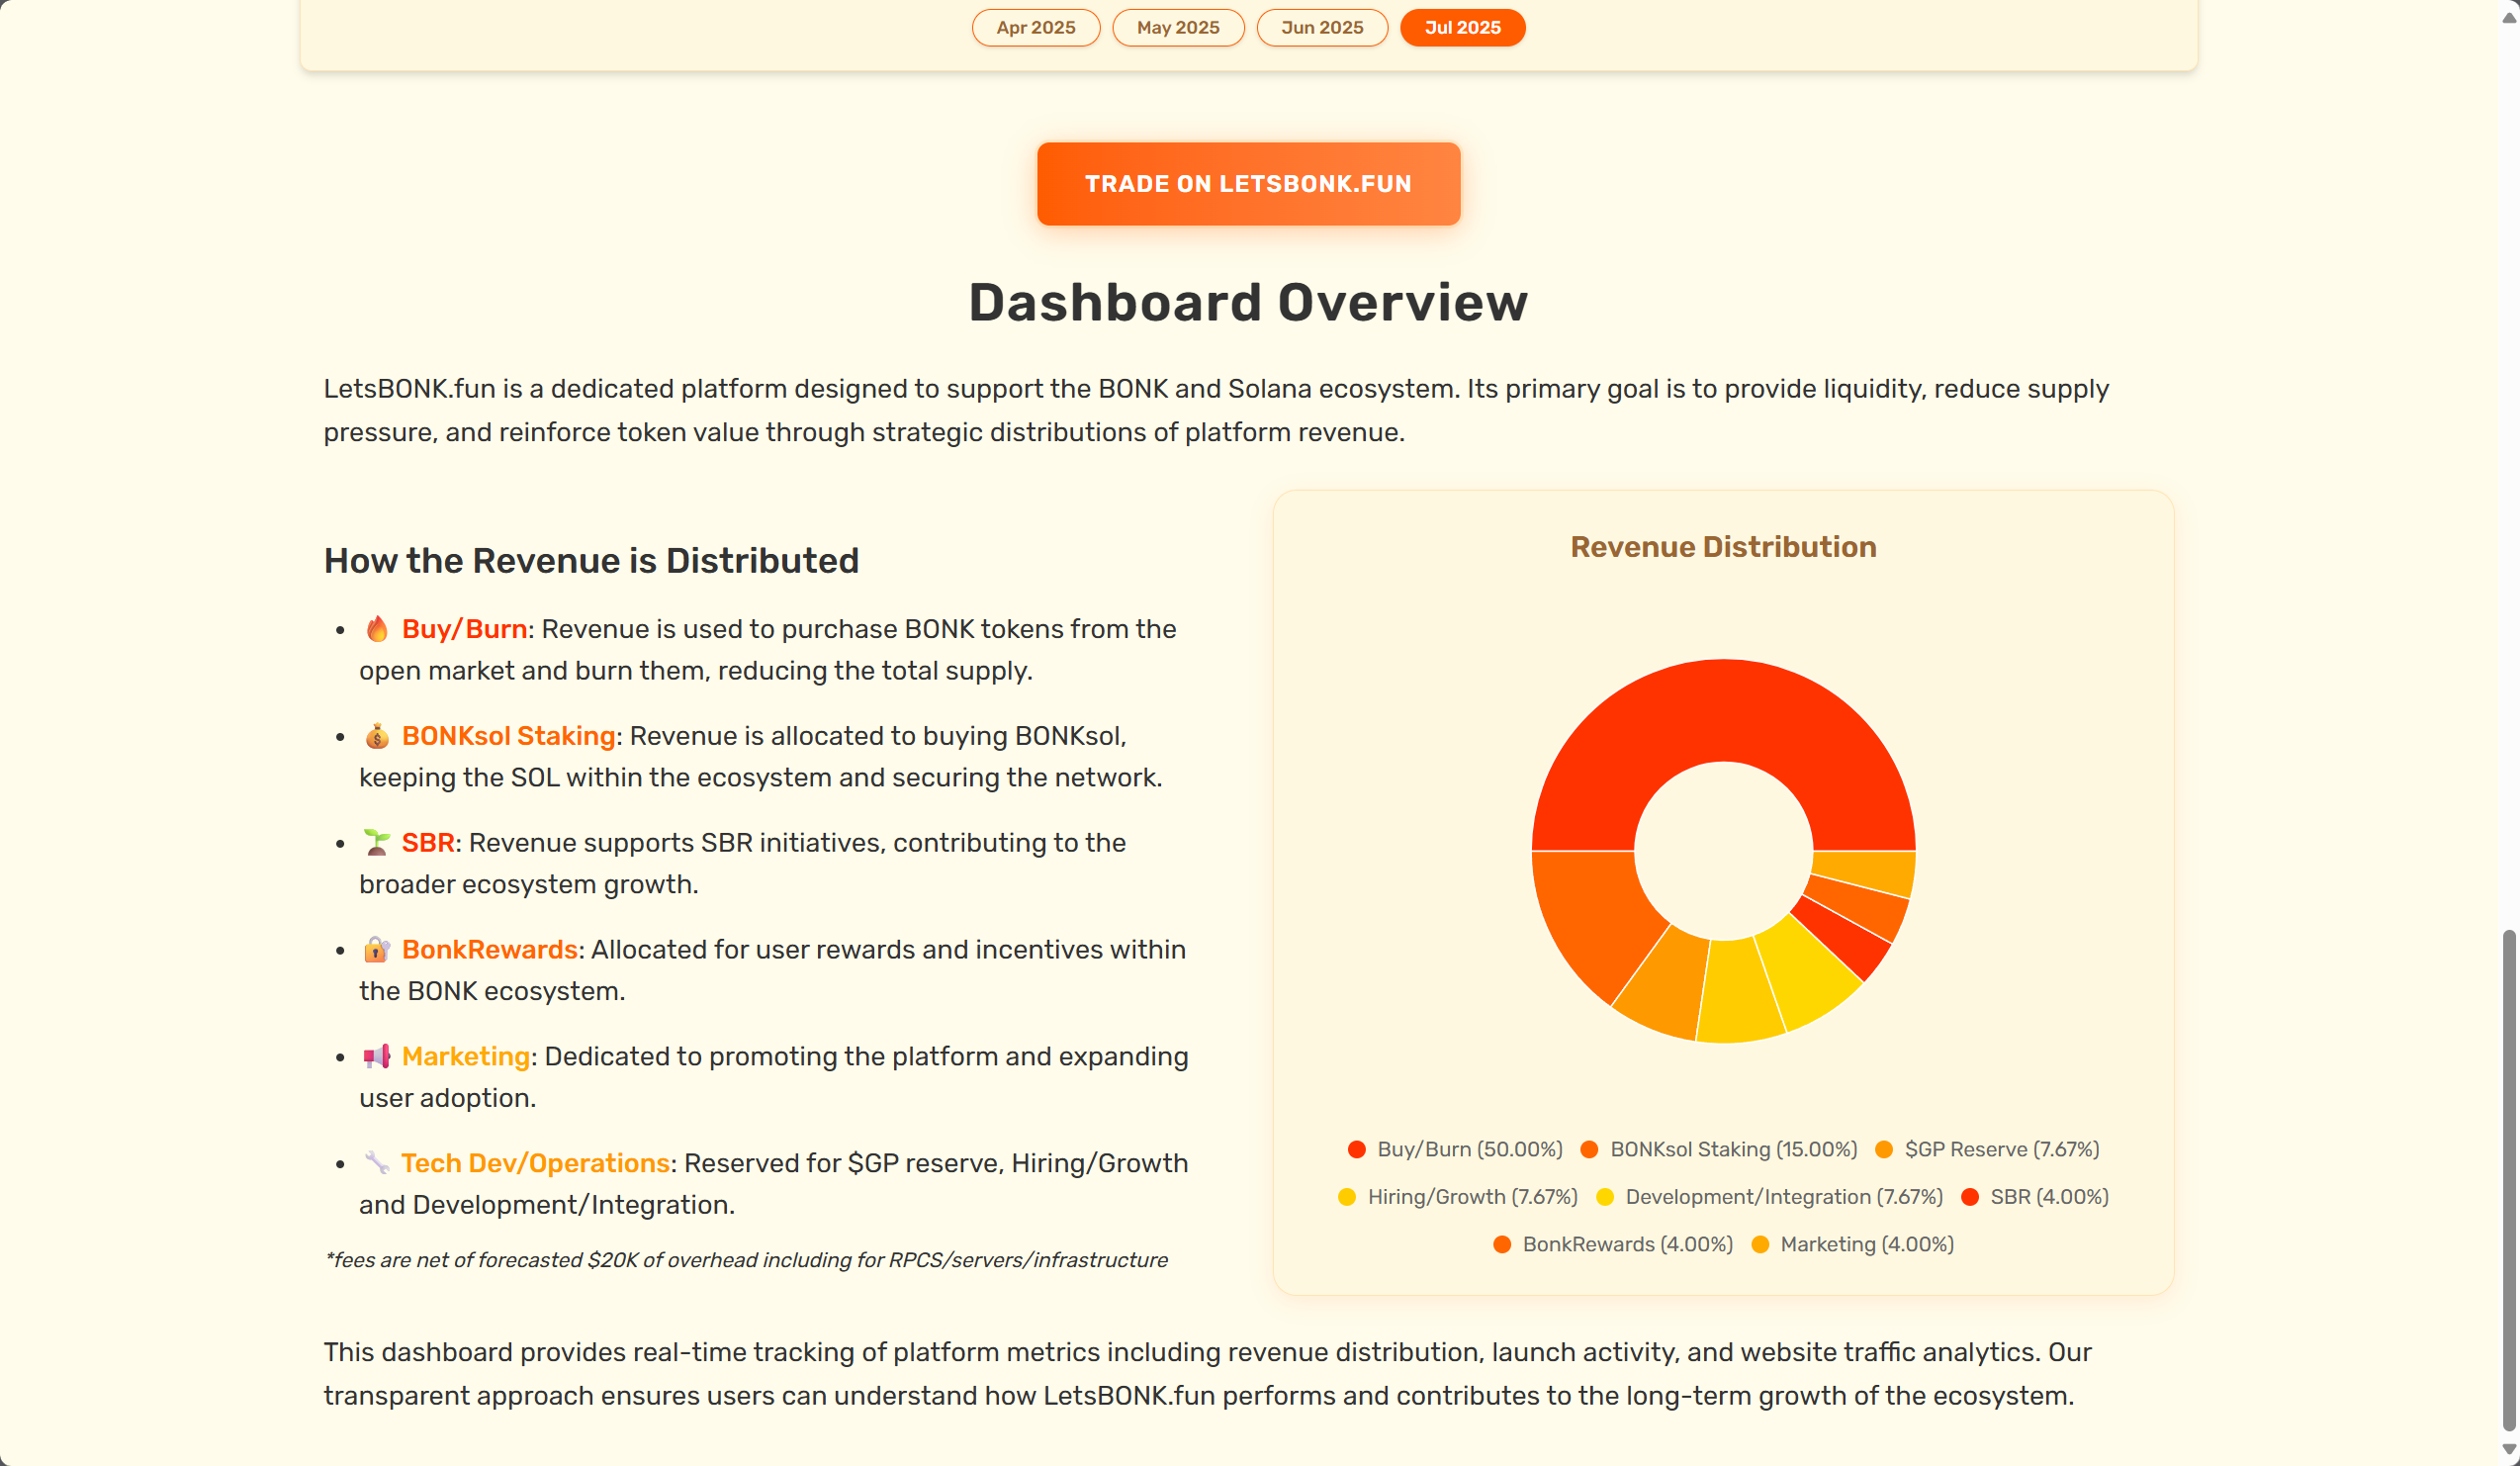 Apr 2025 May 2025 Jun 2025 Jul 2025
TRADE ON LETSBONK.FUN
Dashboard Overview
LetsBONK.fun is a dedicated platform designed to support the BONK and Solana ecosystem. Its primary goal is to provide liquidity, reduce supply
pressure, and reinforce token value through strategic distributions of platform revenue.
How the Revenue is Distributed
• 🔥 Buy/Burn: Revenue is used to purchase BONK tokens from the
open market and burn them, reducing the total supply.
• 💰 BONKsol Staking: Revenue is allocated to buying BONKsol,
keeping the SOL within the ecosystem and securing the network.
• 🌱 SBR: Revenue supports SBR initiatives, contributing to the
broader ecosystem growth.
• 🔐 BonkRewards: Allocated for user rewards and incentives within
the BONK ecosystem.
• 📢 Marketing: Dedicated to promoting the platform and expanding
user adoption.
• 🔧 Tech Dev/Operations: Reserved for $GP reserve, Hiring/Growth
and Development/Integration.
*fees are net of forecasted $20K of overhead including for RPCS/servers/infrastructure
Revenue Distribution
Buy/Burn (50.00%) BONKsol Staking (15.00%) $GP Reserve (7.67%)
Hiring/Growth (7.67%) Development/Integration (7.67%) SBR (4.00%)
BonkRewards (4.00%) Marketing (4.00%)
This dashboard provides real-time tracking of platform metrics including revenue distribution, launch activity, and website traffic analytics. Our
transparent approach ensures users can understand how LetsBONK.fun performs and contributes to the long-term growth of the ecosystem.